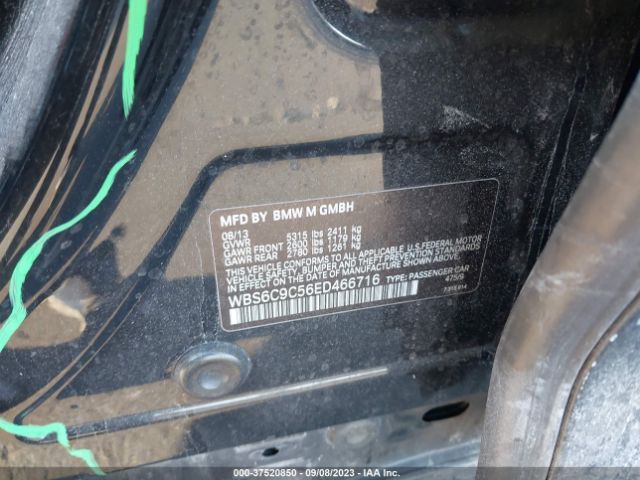 MFD BY BMW M GMBH
08/13
GVWR 5315 lbs 2411 kg
GAWR FRONT 2600 lbs 1179 kg
GAWR REAR 2780 lbs 1261 kg
THIS VEHICLE CONFORMS TO ALL APPLICABLE U.S. FEDERAL MOTOR
VEHICLE SAFETY, BUMPER AND THEFT PREVENTION STANDARDS
IN EFFECT ON THE DATE OF MANUFACTURE SHOWN ABOVE.
WBS6C9C56ED466716 TYPE: PASSENGER CAR
475/9
000-37520850 - 09/08/2023 - IAA Inc.